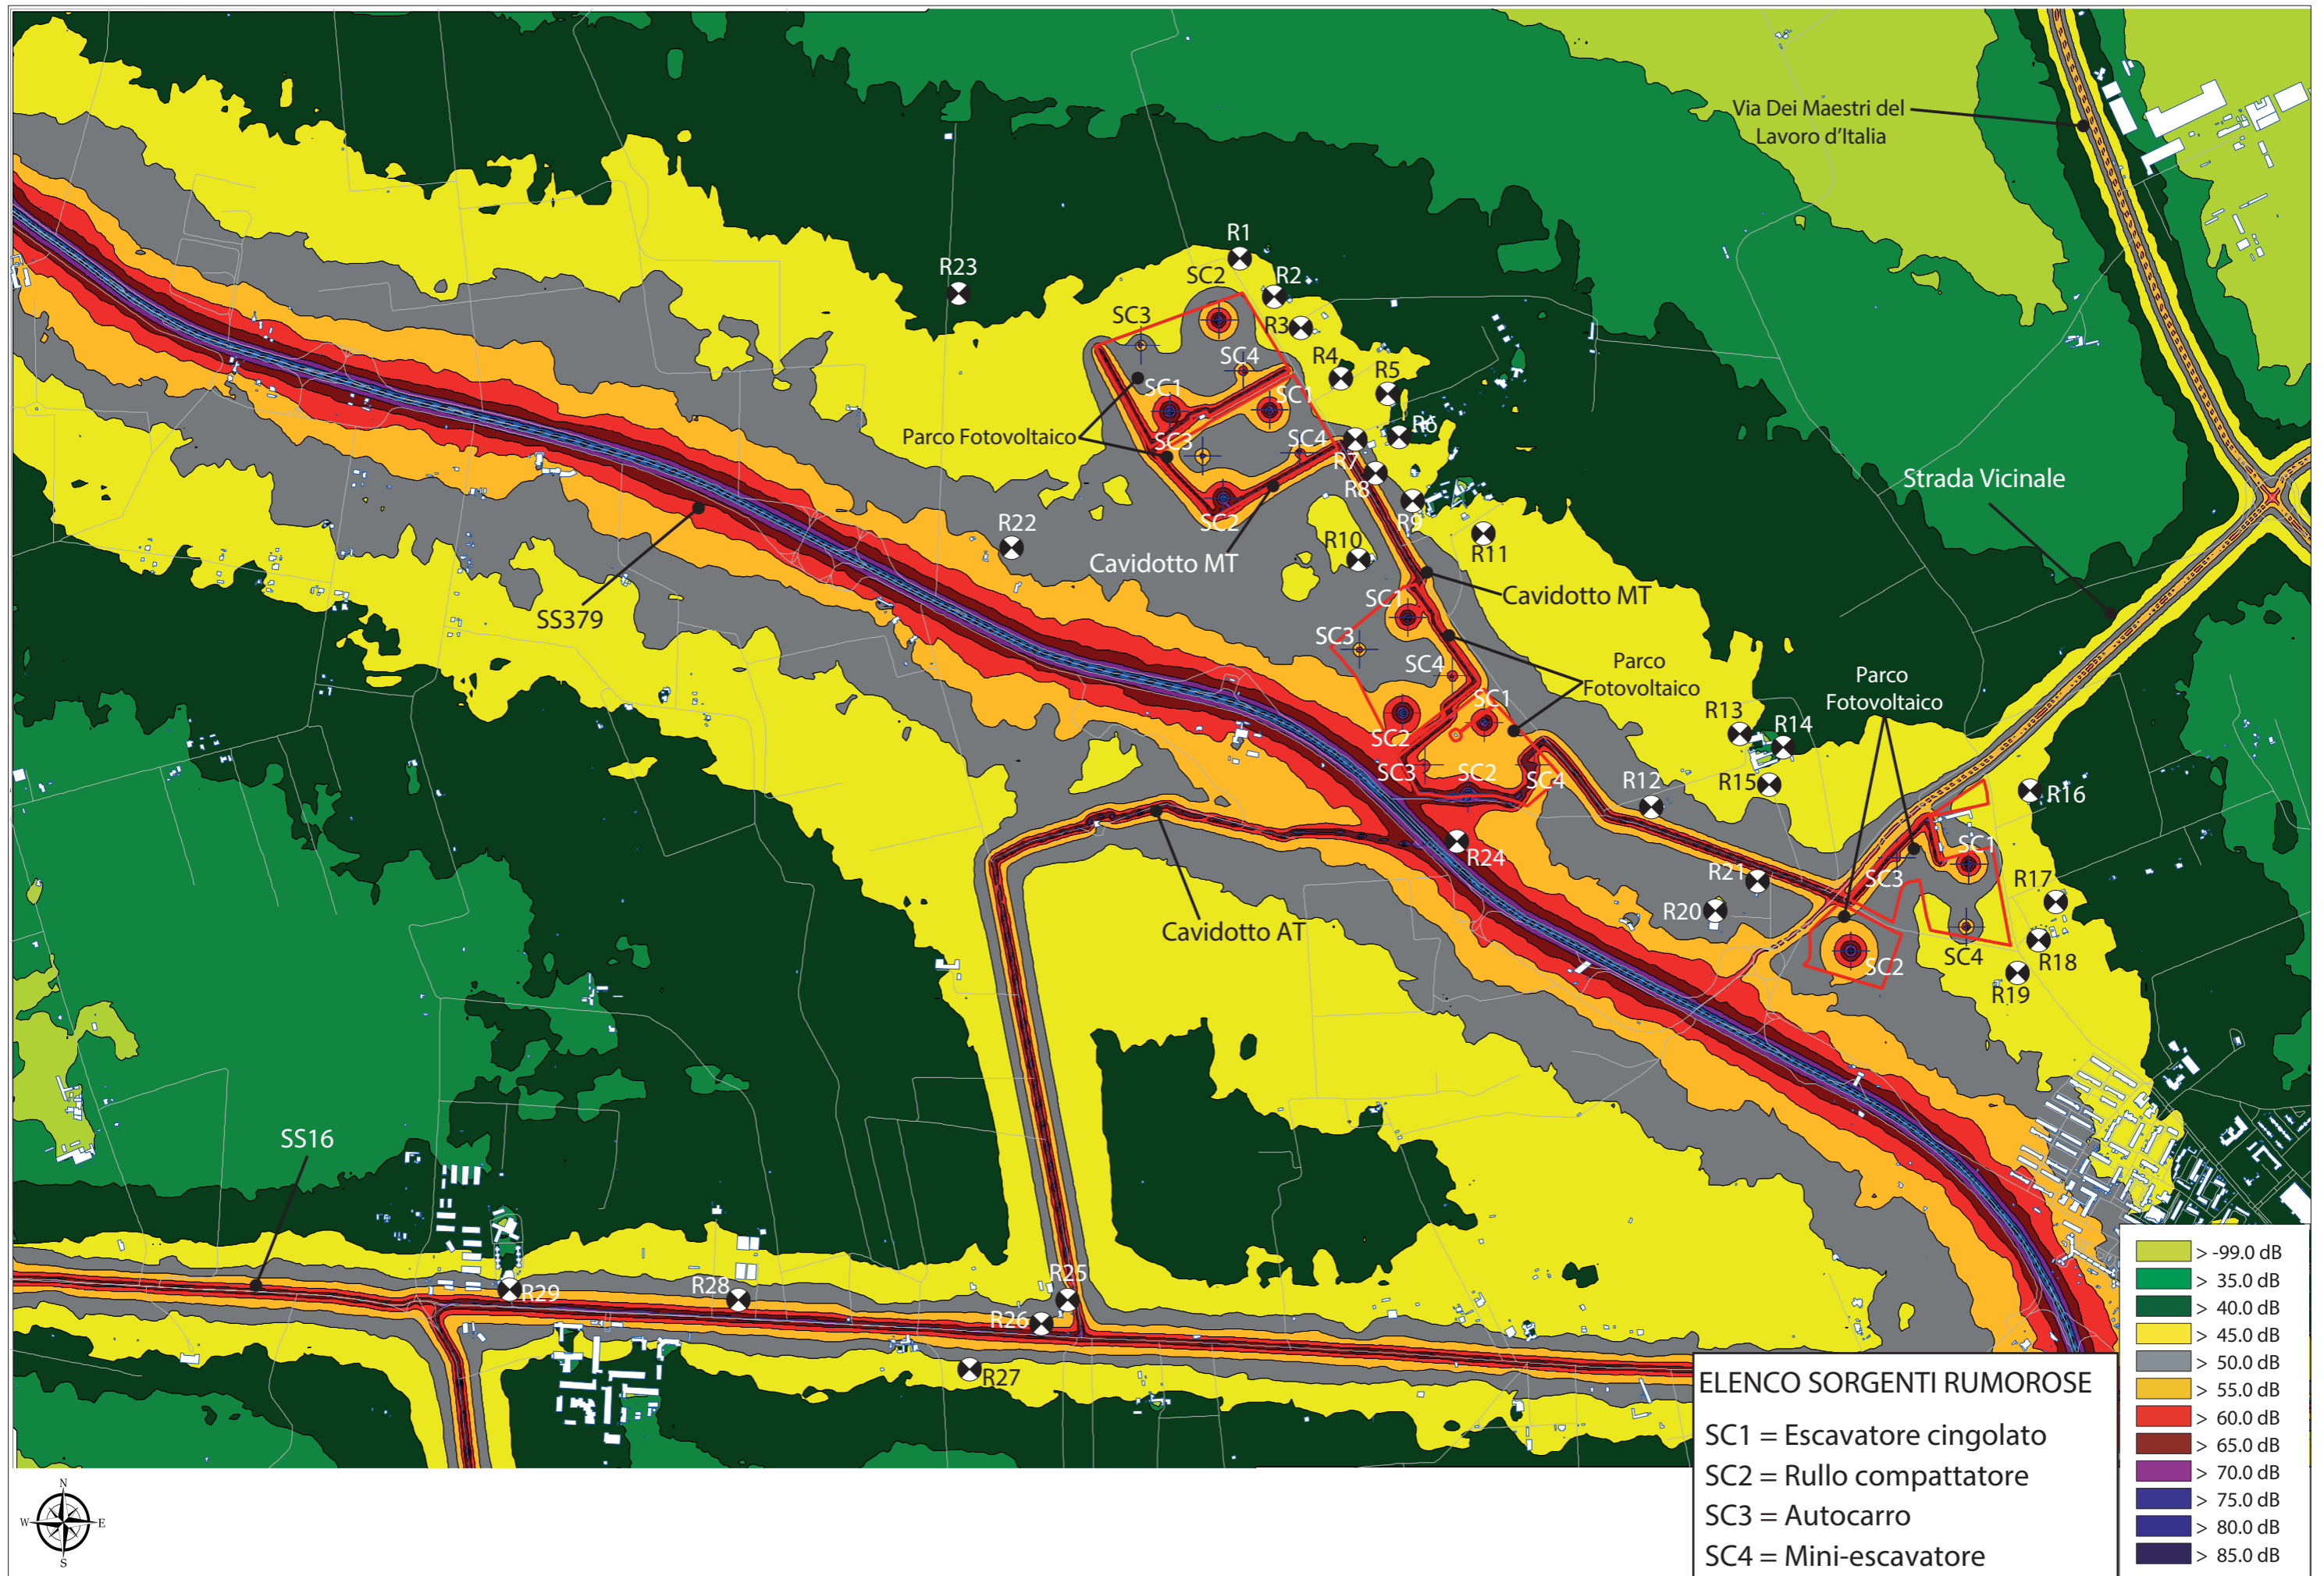 Via Dei Maestri del
Lavoro d'Italia
R1
R23
SC2
R2
SC3
R3
SC4
R4
R5
SC1
SC1
R6
Parco Fotovoltaico
SC3
SC4
R7
Strada Vicinale
R8
SC2
R9
R22
R10
R11
Cavidotto MT
Cavidotto MT
SC1
SS379
SC3
Parco
Fotovoltaico
SC4
Parco
Fotovoltaico
SC1
R13
R14
SC2
SC3
SC2
SC4
R15
R12
R16
R24
SC1
R21
SC3
R17
R20
Cavidotto AT
SC4
R18
SC2
R19
SS16
R25
R28
R29
R26
R27
> -99.0 dB
> 35.0 dB
> 40.0 dB
> 45.0 dB
> 50.0 dB
> 55.0 dB
> 60.0 dB
> 65.0 dB
> 70.0 dB
> 75.0 dB
> 80.0 dB
> 85.0 dB
ELENCO SORGENTI RUMOROSE
SC1 = Escavatore cingolato
SC2 = Rullo compattatore
SC3 = Autocarro
SC4 = Mini-escavatore
N
W
E
S